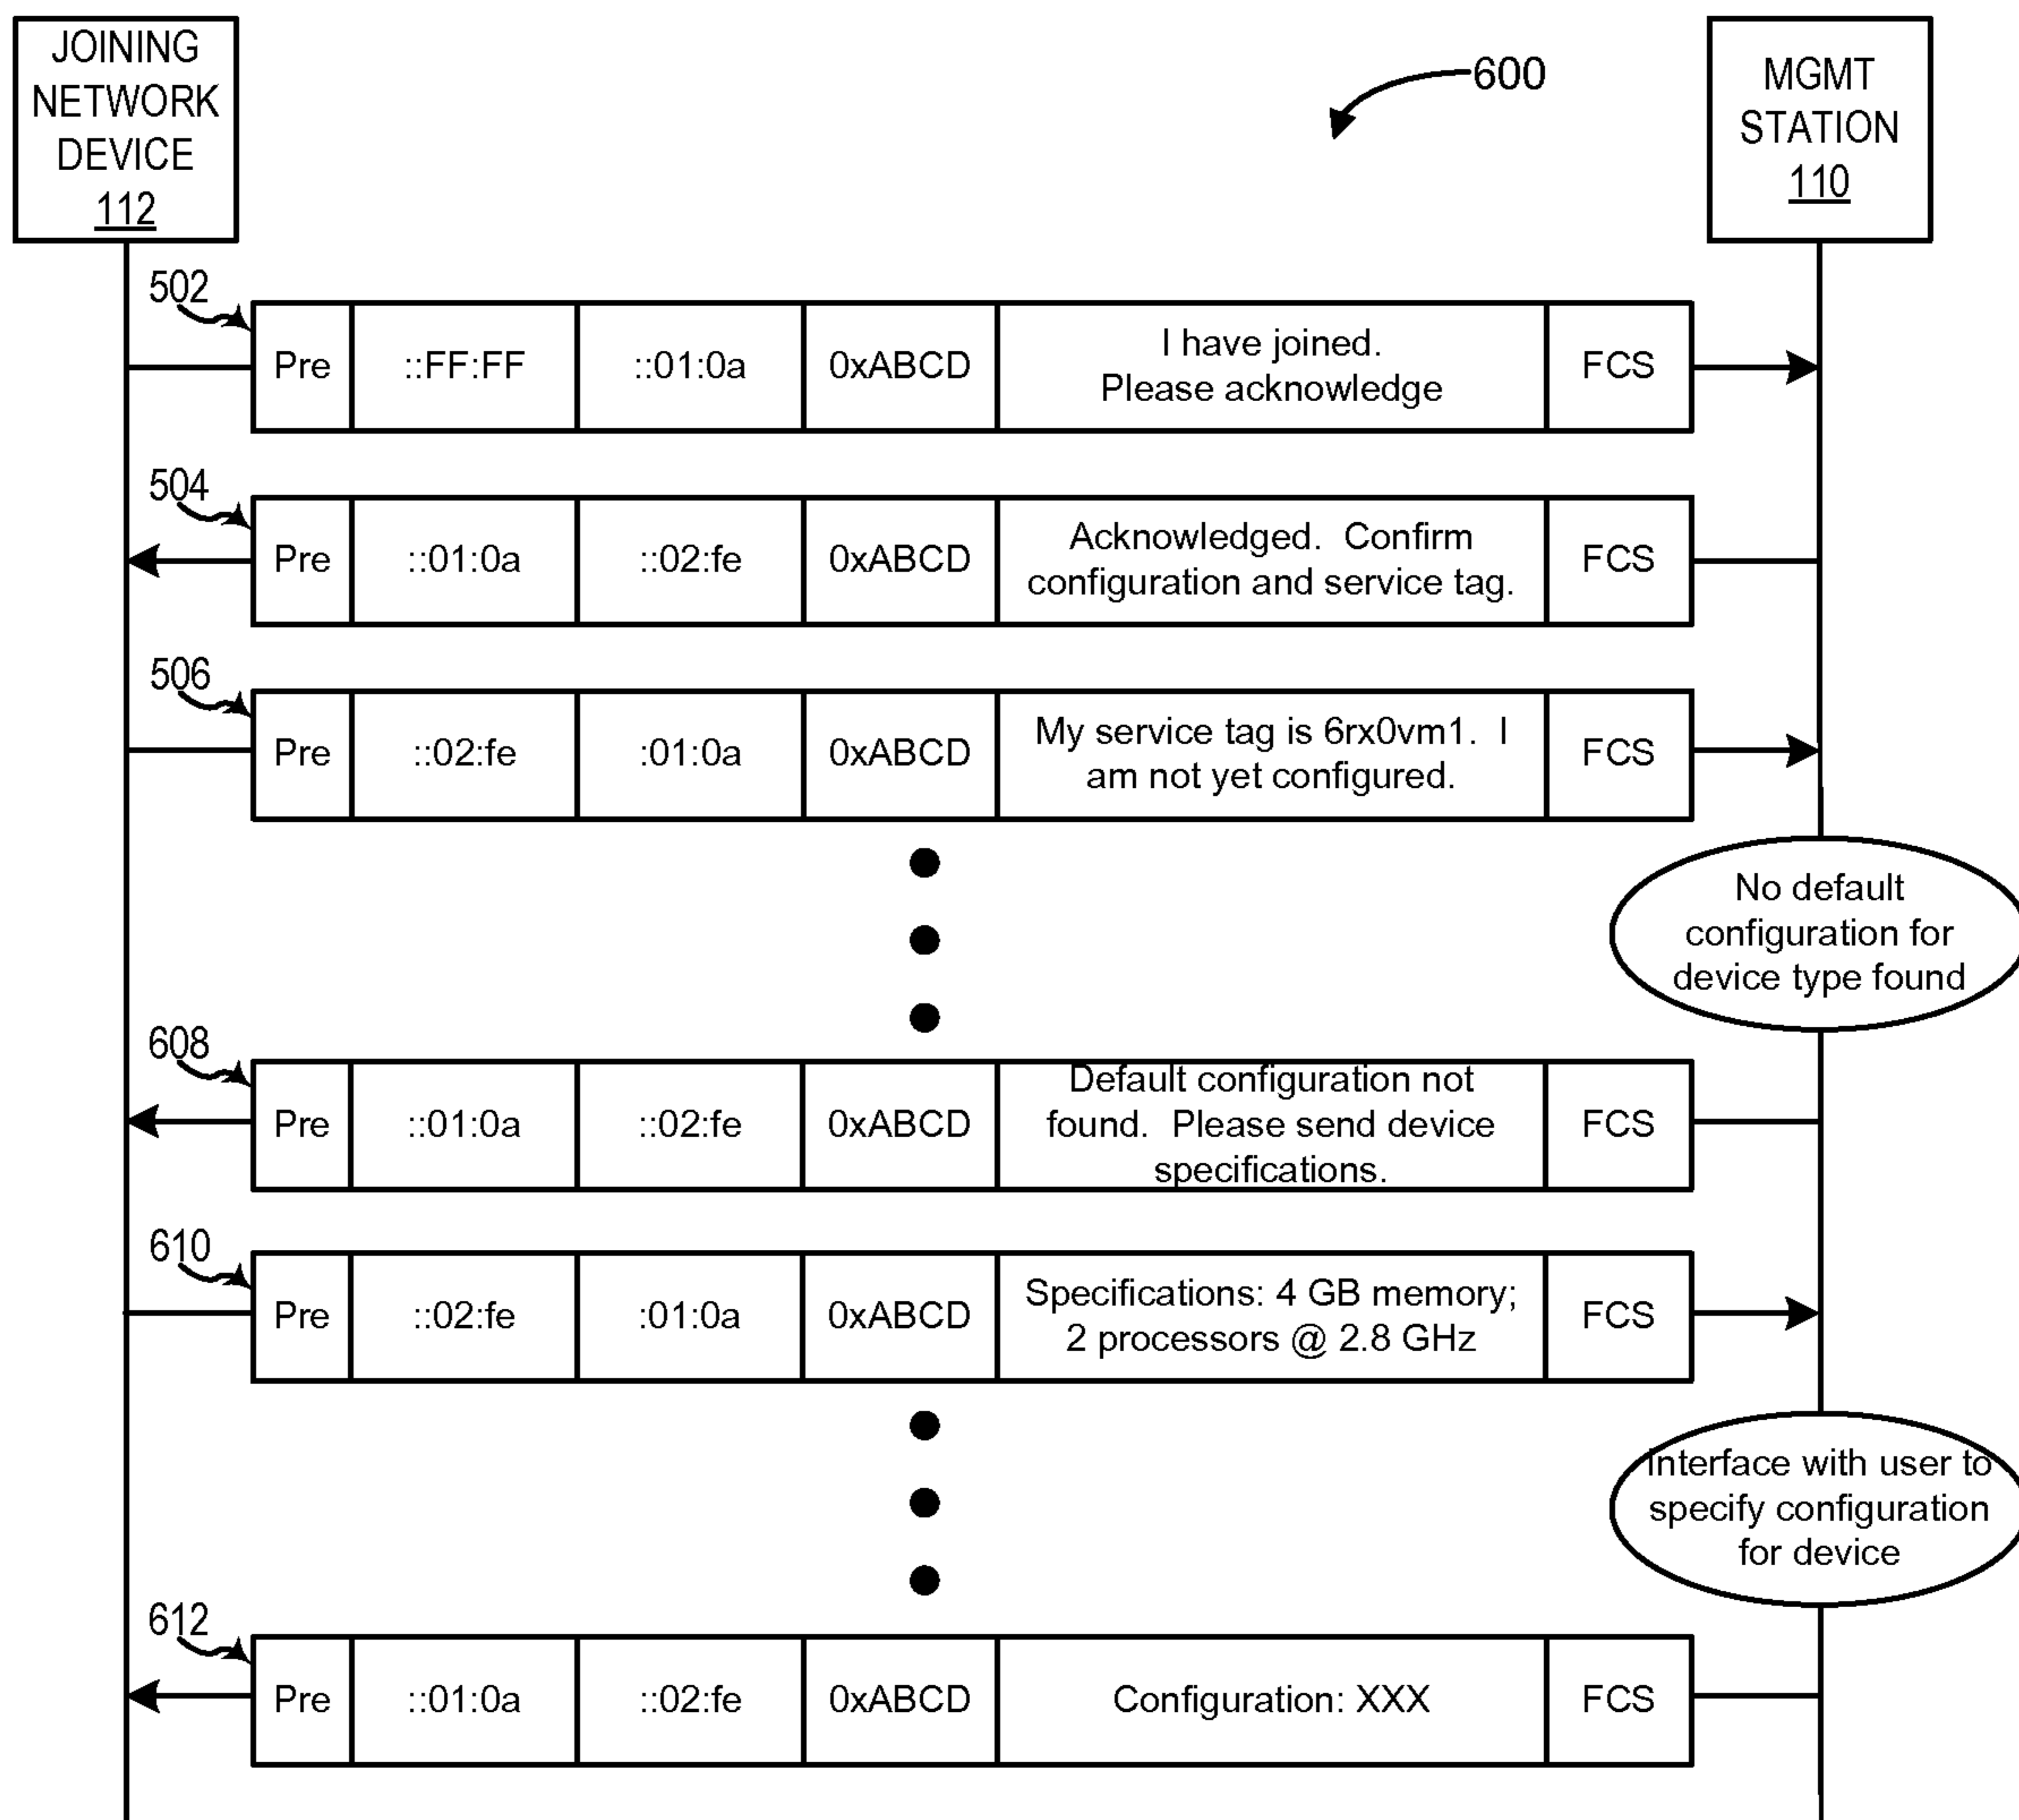 JOINING
NETWORK
DEVICE
112
600
MGMT
STATION
110
502
Pre ::FF:FF ::01:0a 0xABCD I have joined. FCS
Please acknowledge
504
Pre ::01:0a ::02:fe 0xABCD Acknowledged. Confirm FCS
configuration and service tag.
506
Pre ::02:fe :01:0a 0xABCD My service tag is 6rx0vm1. I FCS
am not yet configured.
No default
configuration for
device type found
608
Pre ::01:0a ::02:fe 0xABCD Default configuration not FCS
found. Please send device
specifications.
610
Pre ::02:fe :01:0a 0xABCD Specifications: 4 GB memory; FCS
2 processors @ 2.8 GHz
Interface with user to
specify configuration
for device
612
Pre ::01:0a ::02:fe 0xABCD Configuration: XXX FCS